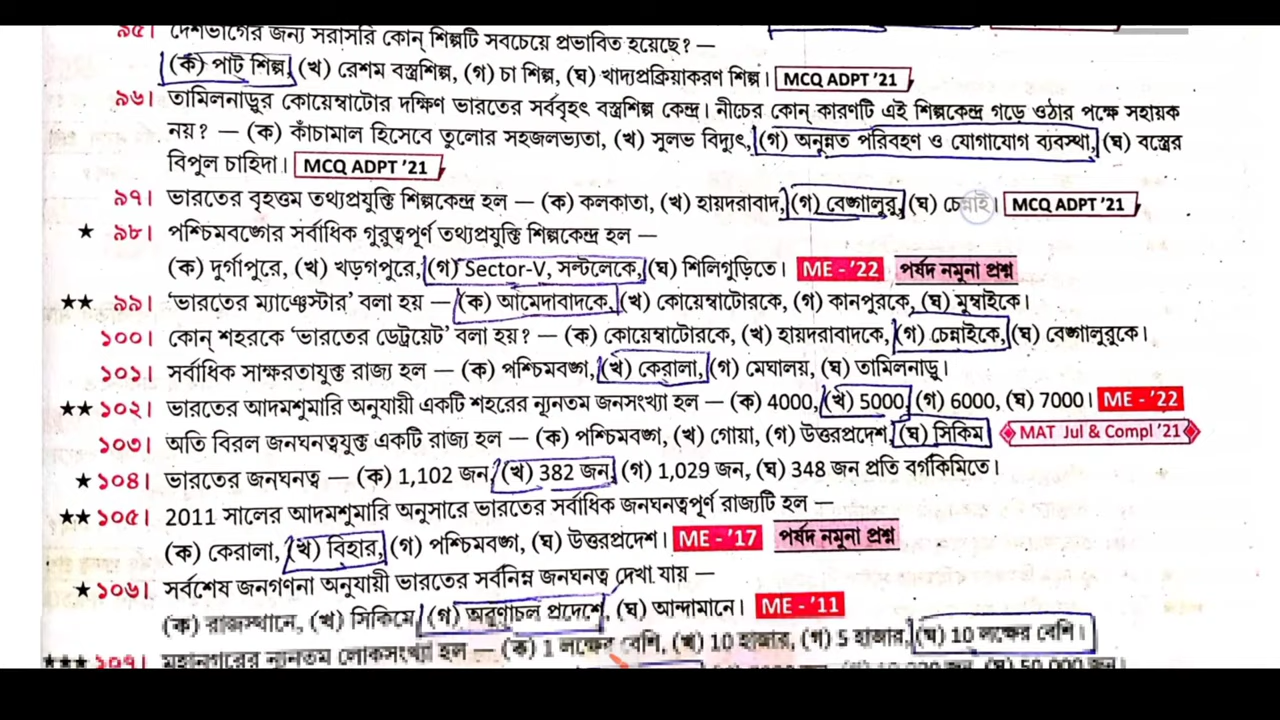 ৯৫। দেশভাগের জন্য সরাসরি কোন্ শিল্পটি সবচেয়ে প্রভাবিত হয়েছে? —
(ক) পাট শিল্প, (খ) রেশম বস্ত্রশিল্প, (গ) চা শিল্প, (ঘ) খাদ্যপ্রক্রিয়াকরণ শিল্প। MCQ ADPT '21
৯৬। তামিলনাড়ুর কোয়েম্বাটোর দক্ষিণ ভারতের সর্ববৃহৎ বস্ত্রশিল্প কেন্দ্র। নীচের কোন্ কারণটি এই শিল্পকেন্দ্র গড়ে ওঠার পক্ষে সহায়ক
নয়? — (ক) কাঁচামাল হিসেবে তুলোর সহজলভ্যতা, (খ) সুলভ বিদ্যুৎ, (গ) অনুন্নত পরিবহণ ও যোগাযোগ ব্যবস্থা, (ঘ) বস্ত্রের
বিপুল চাহিদা। MCQ ADPT '21
৯৭। ভারতের বৃহত্তম তথ্যপ্রযুক্তি শিল্পকেন্দ্র হল — (ক) কলকাতা, (খ) হায়দরাবাদ, (গ) বেঙ্গালুরু, (ঘ) চেন্নাই। MCQ ADPT '21
★ ৯৮। পশ্চিমবঙ্গের সর্বাধিক গুরুত্বপূর্ণ তথ্যপ্রযুক্তি শিল্পকেন্দ্র হল —
(ক) দুর্গাপুরে, (খ) খড়গপুরে, (গ) Sector-V, সল্টলেকে, (ঘ) শিলিগুড়িতে। ME - '22 পর্ষদ নমুনা প্রশ্ন
★★ ৯৯। 'ভারতের ম্যাঞ্চেস্টার' বলা হয় — (ক) আমেদাবাদকে, (খ) কোয়েম্বাটোরকে, (গ) কানপুরকে, (ঘ) মুম্বাইকে।
১০০। কোন্ শহরকে 'ভারতের ডেট্রয়েট' বলা হয়? — (ক) কোয়েম্বাটোরকে, (খ) হায়দরাবাদকে, (গ) চেন্নাইকে, (ঘ) বেঙ্গালুরুকে।
১০১। সর্বাধিক সাক্ষরতাযুক্ত রাজ্য হল — (ক) পশ্চিমবঙ্গ, (খ) কেরালা, (গ) মেঘালয়, (ঘ) তামিলনাড়ু।
★★ ১০২। ভারতের আদমশুমারি অনুযায়ী একটি শহরের ন্যূনতম জনসংখ্যা হল — (ক) 4000, (খ) 5000, (গ) 6000, (ঘ) 7000। ME - '22
১০৩। অতি বিরল জনঘনত্বযুক্ত একটি রাজ্য হল — (ক) পশ্চিমবঙ্গ, (খ) গোয়া, (গ) উত্তরপ্রদেশ, (ঘ) সিকিম MAT Jul & Compl '21
★ ১০৪। ভারতের জনঘনত্ব — (ক) 1,102 জন, (খ) 382 জন, (গ) 1,029 জন, (ঘ) 348 জন প্রতি বর্গকিমিতে।
★★ ১০৫। 2011 সালের আদমশুমারি অনুসারে ভারতের সর্বাধিক জনঘনত্বপূর্ণ রাজ্যটি হল —
(ক) কেরালা, (খ) বিহার, (গ) পশ্চিমবঙ্গ, (ঘ) উত্তরপ্রদেশ। ME - '17 পর্ষদ নমুনা প্রশ্ন
★ ১০৬। সর্বশেষ জনগণনা অনুযায়ী ভারতের সর্বনিম্ন জনঘনত্ব দেখা যায় —
(ক) রাজস্থানে, (খ) সিকিমে, (গ) অরুণাচল প্রদেশে, (ঘ) আন্দামানে। ME - '11
★★★ ১০৭। মহানগরের ন্যূনতম লোকসংখ্যা হল — (ক) 1 লক্ষের বেশি, (খ) 10 হাজার, (গ) 5 হাজার, (ঘ) 10 লক্ষের বেশি।